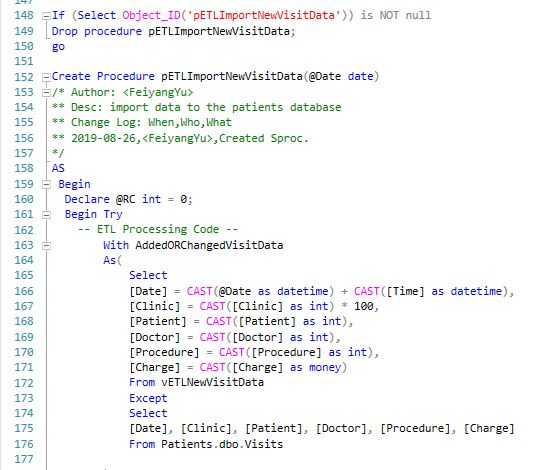 148 If (Select Object_ID('pETLImportNewVisitData')) is NOT null
149 Drop procedure pETLImportNewVisitData;
150 go
151
152 Create Procedure pETLImportNewVisitData(@Date date)
153 /* Author: <FeiyangYu>
154 ** Desc: import data to the patients database
155 ** Change Log: When,Who,What
156 ** 2019-08-26,<FeiyangYu>,Created Sproc.
157 */
158 AS
159 Begin
160 Declare @RC int = 0;
161 Begin Try
162 -- ETL Processing Code --
163 With AddedORChangedVisitData
164 As(
165 Select
166 [Date] = CAST(@Date as datetime) + CAST([Time] as datetime),
167 [Clinic] = CAST([Clinic] as int) * 100,
168 [Patient] = CAST([Patient] as int),
169 [Doctor] = CAST([Doctor] as int),
170 [Procedure] = CAST([Procedure] as int),
171 [Charge] = CAST([Charge] as money)
172 From vETLNewVisitData
173 Except
174 Select
175 [Date], [Clinic], [Patient], [Doctor], [Procedure], [Charge]
176 From Patients.dbo.Visits
177